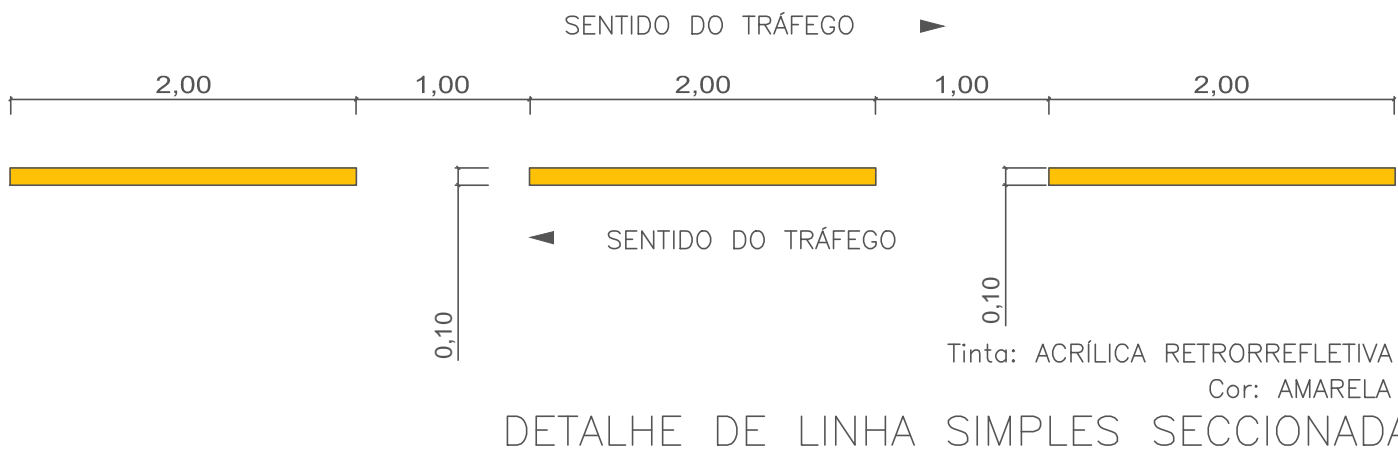 SENTIDO DO TRÁFEGO
2,00 1,00 2,00 1,00 2,00
SENTIDO DO TRÁFEGO
0,10
0,10
Tinta: ACRÍLICA RETRORREFLETIVA
Cor: AMARELA
DETALHE DE LINHA SIMPLES SECCIONADA